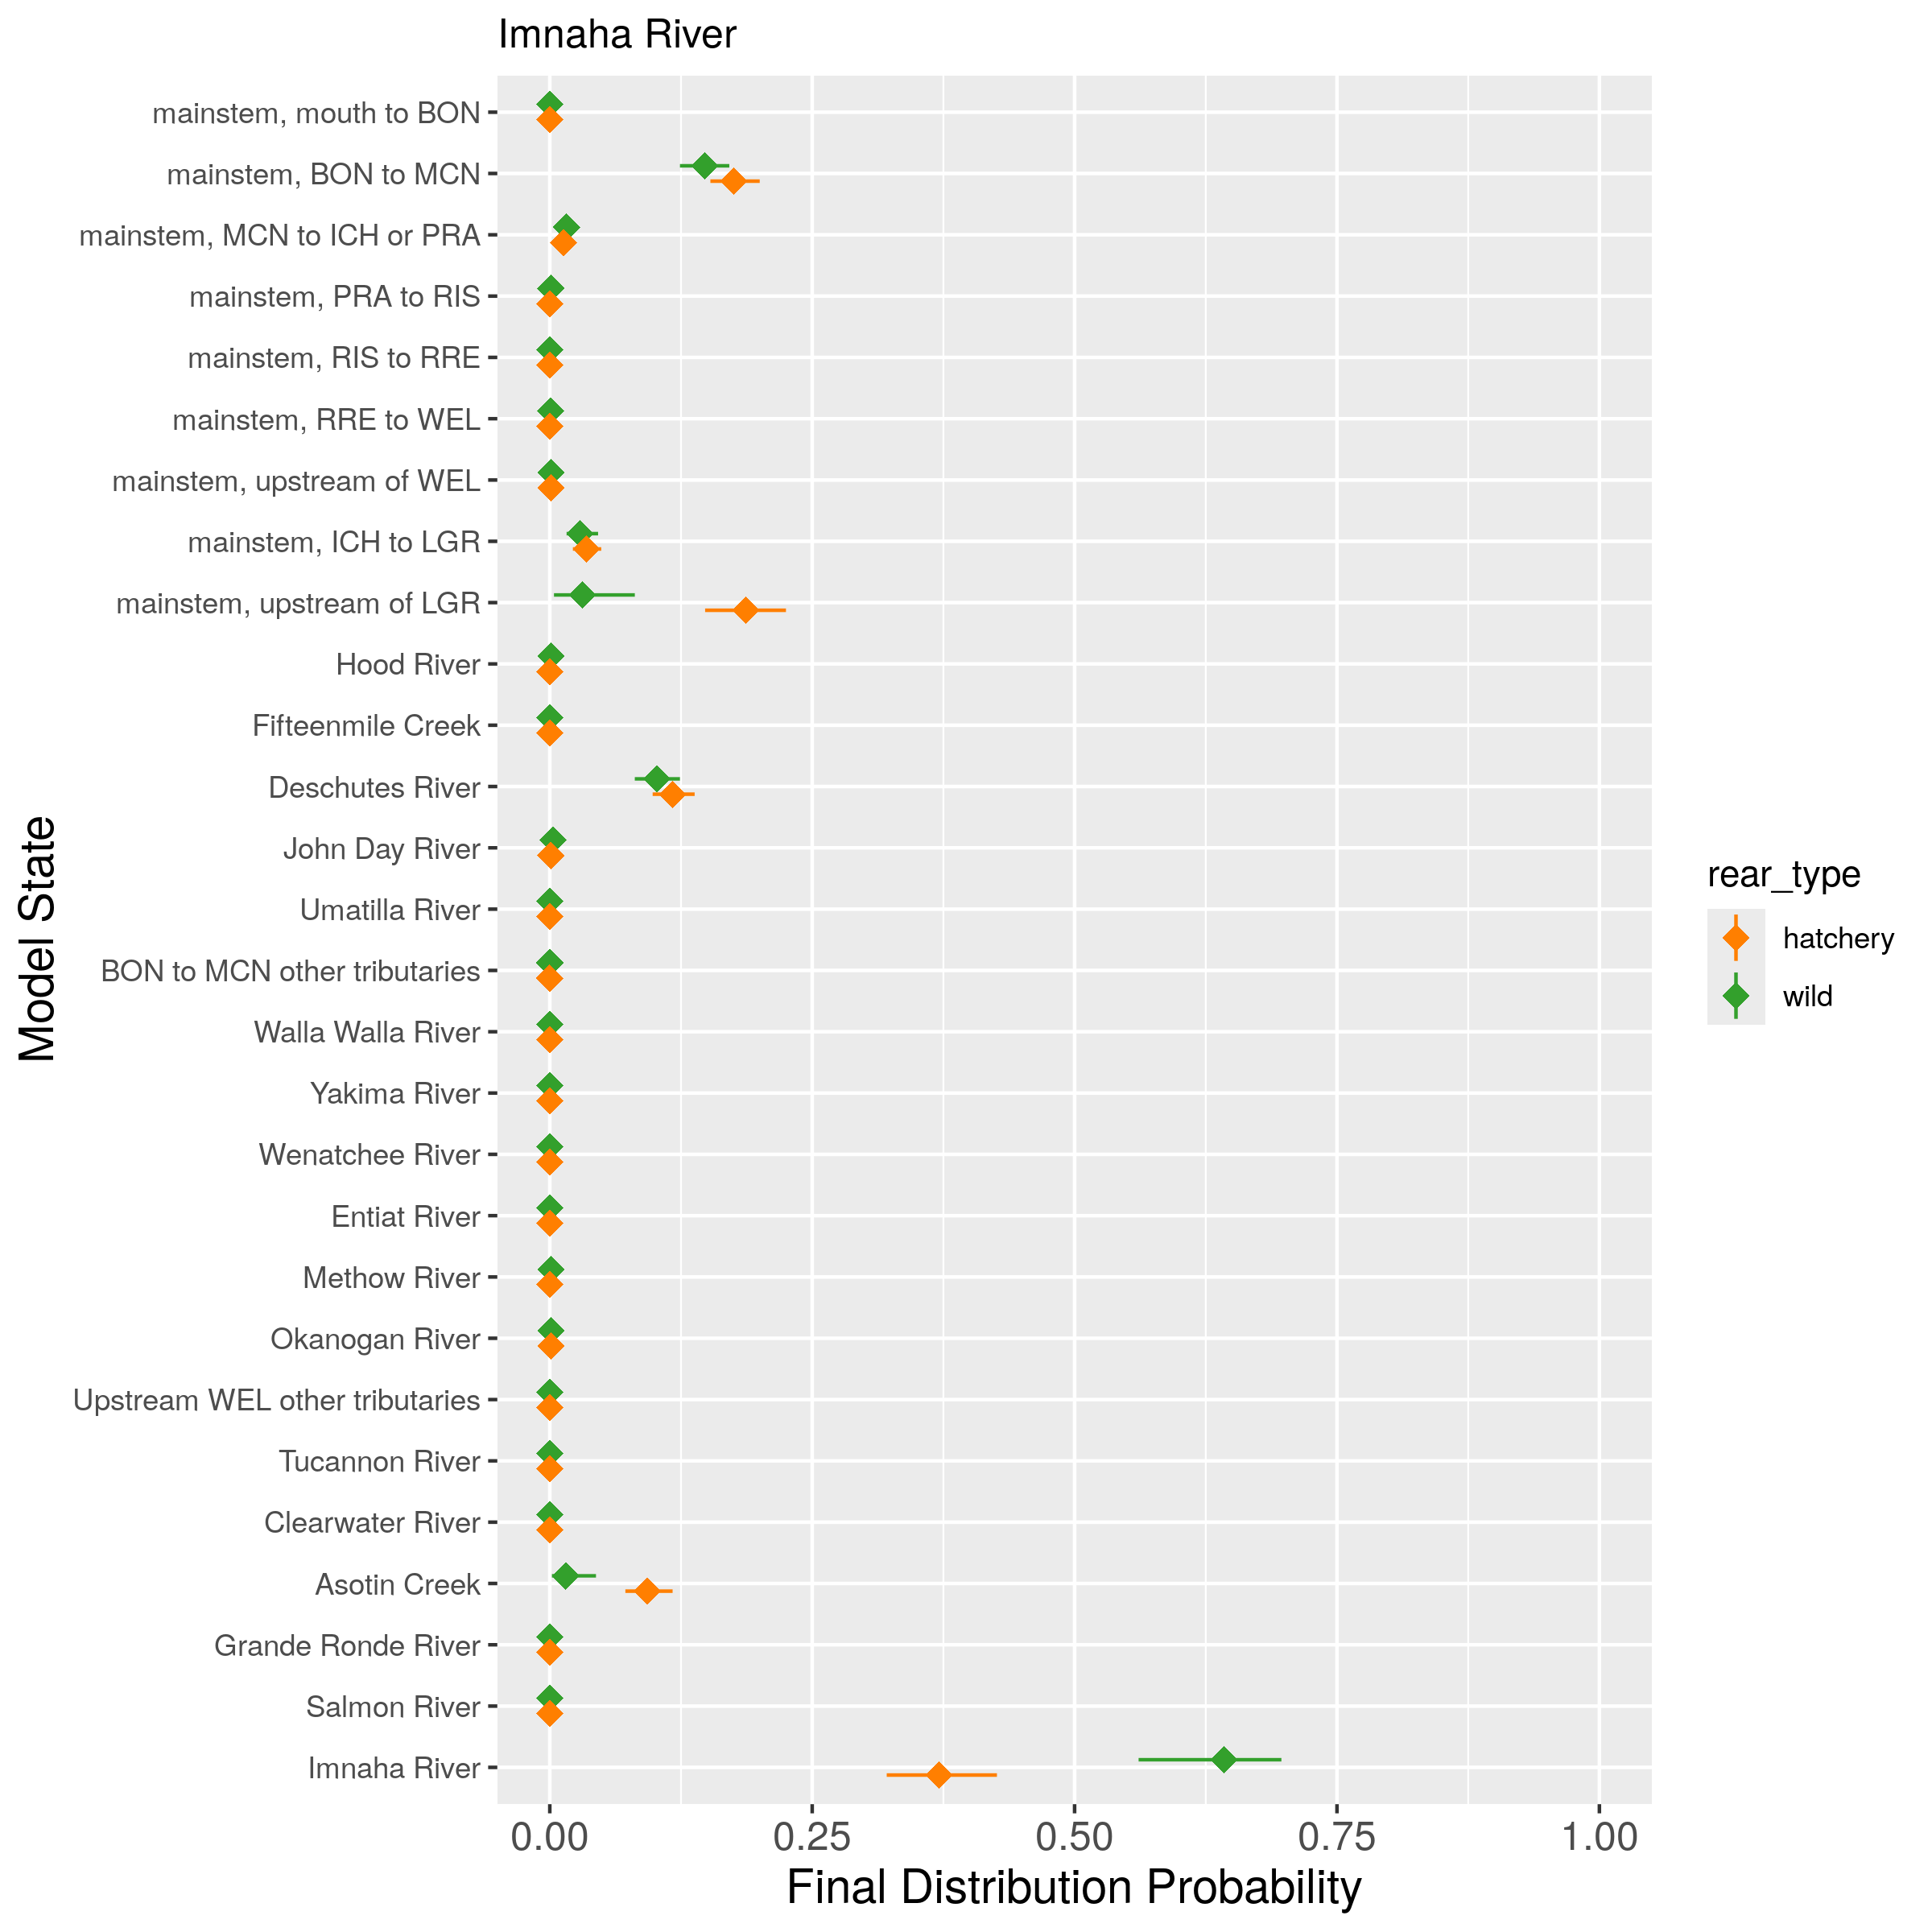 Imnaha River
mainstem, mouth to BON
mainstem, BON to MCN
mainstem, MCN to ICH or PRA
mainstem, PRA to RIS
mainstem, RIS to RRE
mainstem, RRE to WEL
mainstem, upstream of WEL
mainstem, ICH to LGR
mainstem, upstream of LGR
Hood River
Fifteenmile Creek
Deschutes River
John Day River
Umatilla River
BON to MCN other tributaries
Walla Walla River
Yakima River
Wenatchee River
Entiat River
Methow River
Okanogan River
Upstream WEL other tributaries
Tucannon River
Clearwater River
Asotin Creek
Grande Ronde River
Salmon River
Imnaha River
Model State
0.00 0.25 0.50 0.75 1.00
Final Distribution Probability
rear_type
hatchery
wild